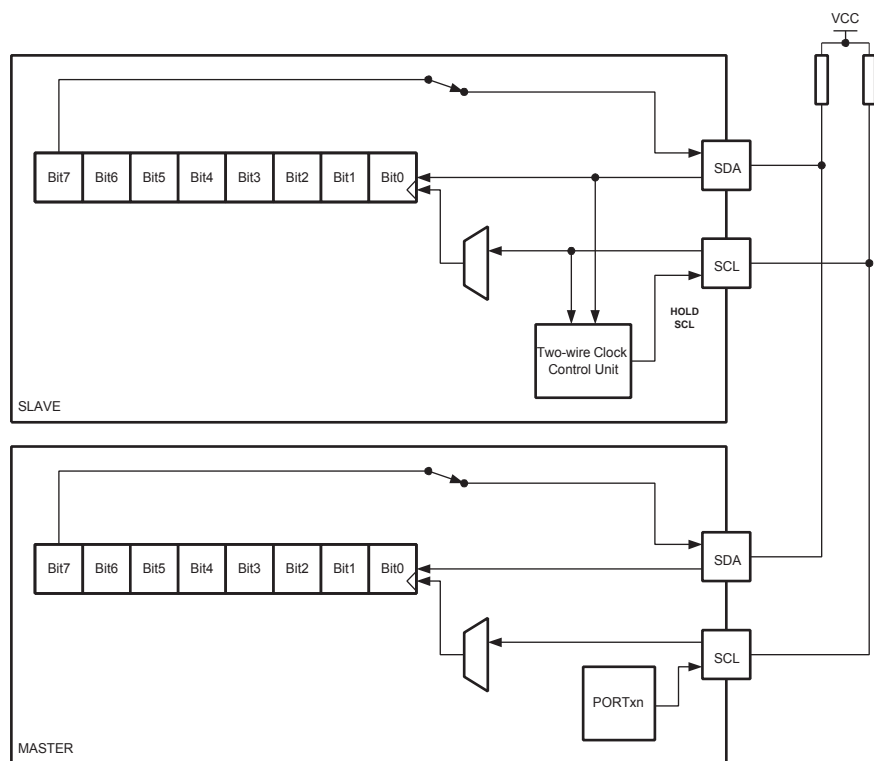 VCC
Bit7 Bit6 Bit5 Bit4 Bit3 Bit2 Bit1 Bit0
SDA
SCL
HOLD
SCL
Two-wire Clock
Control Unit
SLAVE
Bit7 Bit6 Bit5 Bit4 Bit3 Bit2 Bit1 Bit0
SDA
SCL
PORTxn
MASTER